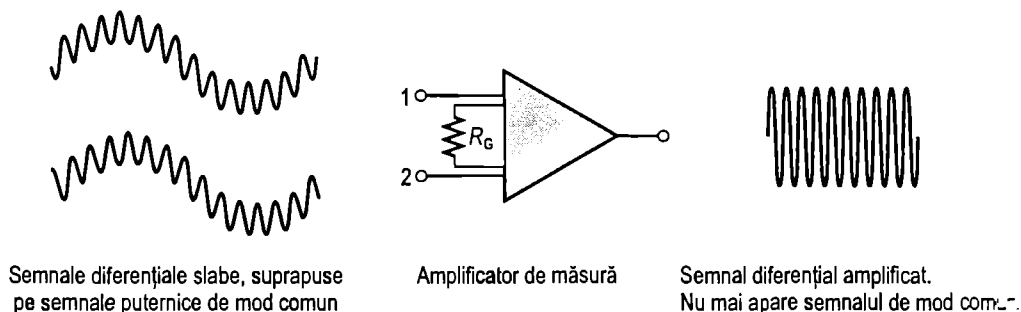 1
R_G
2
Semnale diferențiale slabe, suprapuse
pe semnale puternice de mod comun
Amplificator de măsură
Semnal diferențial amplificat.
Nu mai apare semnalul de mod